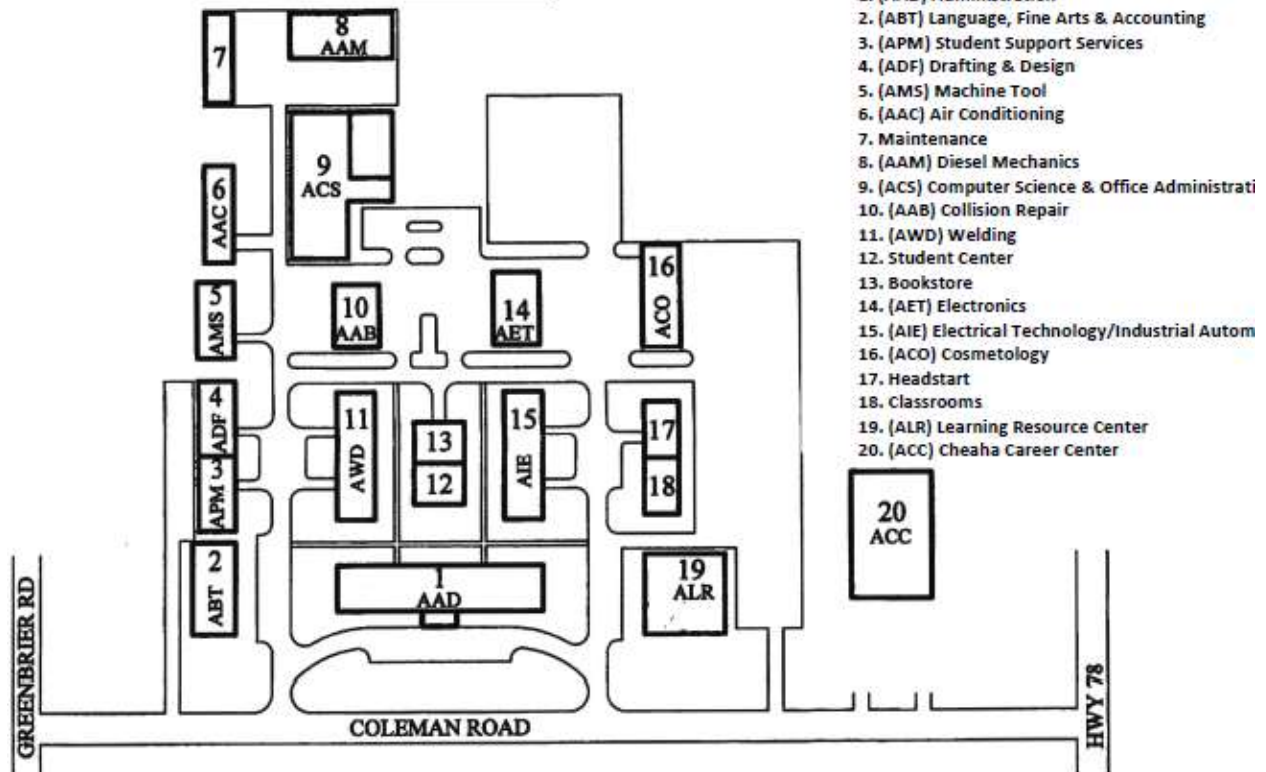 2. (ABT) Language, Fine Arts & Accounting
3. (APM) Student Support Services
4. (ADF) Drafting & Design
5. (AMS) Machine Tool
6. (AAC) Air Conditioning
7. Maintenance
8. (AAM) Diesel Mechanics
9. (ACS) Computer Science & Office Administrati
10. (AAB) Collision Repair
11. (AWD) Welding
12. Student Center
13. Bookstore
14. (AET) Electronics
15. (AIE) Electrical Technology/Industrial Autom
16. (ACO) Cosmetology
17. Headstart
18. Classrooms
19. (ALR) Learning Resource Center
20. (ACC) Cheaha Career Center
7
8
AAM
9
ACS
6
AAC
5
AMS
10
AAB
14
AET
16
ACO
4
ADF
3
APM
11
AWD
13
12
15
AIE
17
18
2
ABT
1
AAD
19
ALR
20
ACC
GREENBRIER RD
COLEMAN ROAD
HWY 78